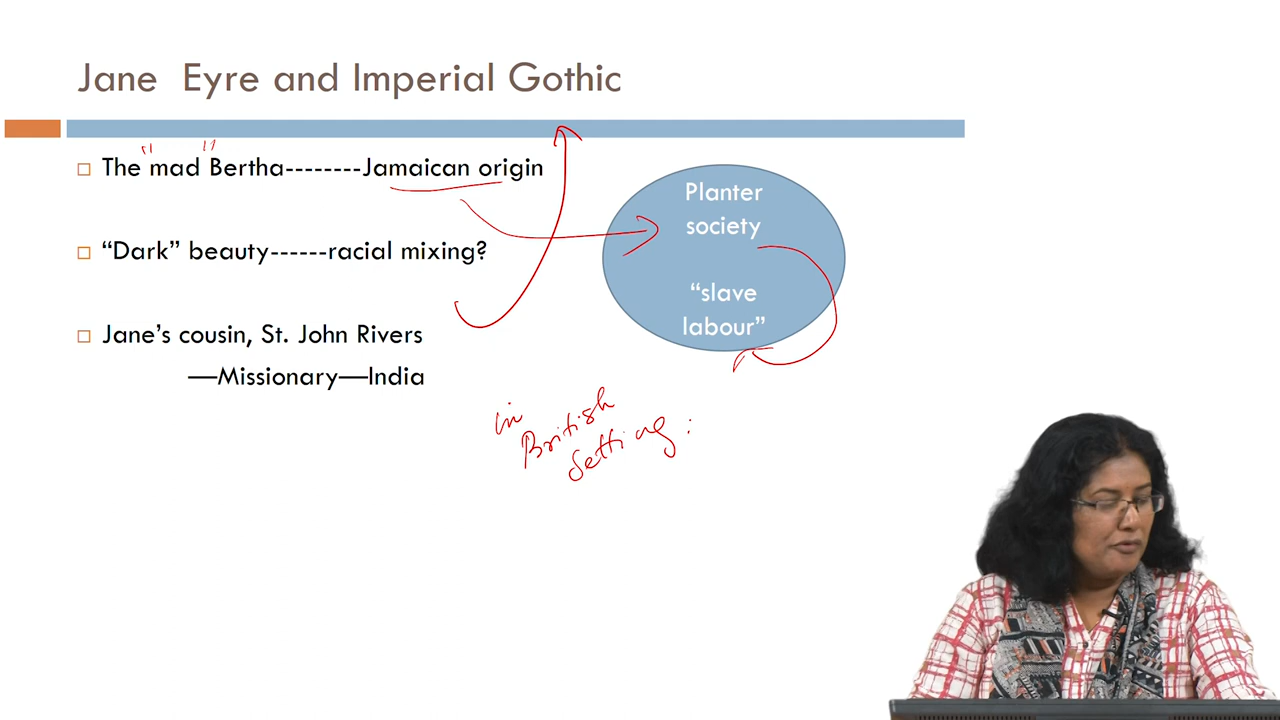 Jane Eyre and Imperial Gothic
The "mad" Bertha--------Jamaican origin
“Dark” beauty------racial mixing?
Jane’s cousin, St. John Rivers
—Missionary—India
Planter
society
“slave
labour”
in
British
setting: